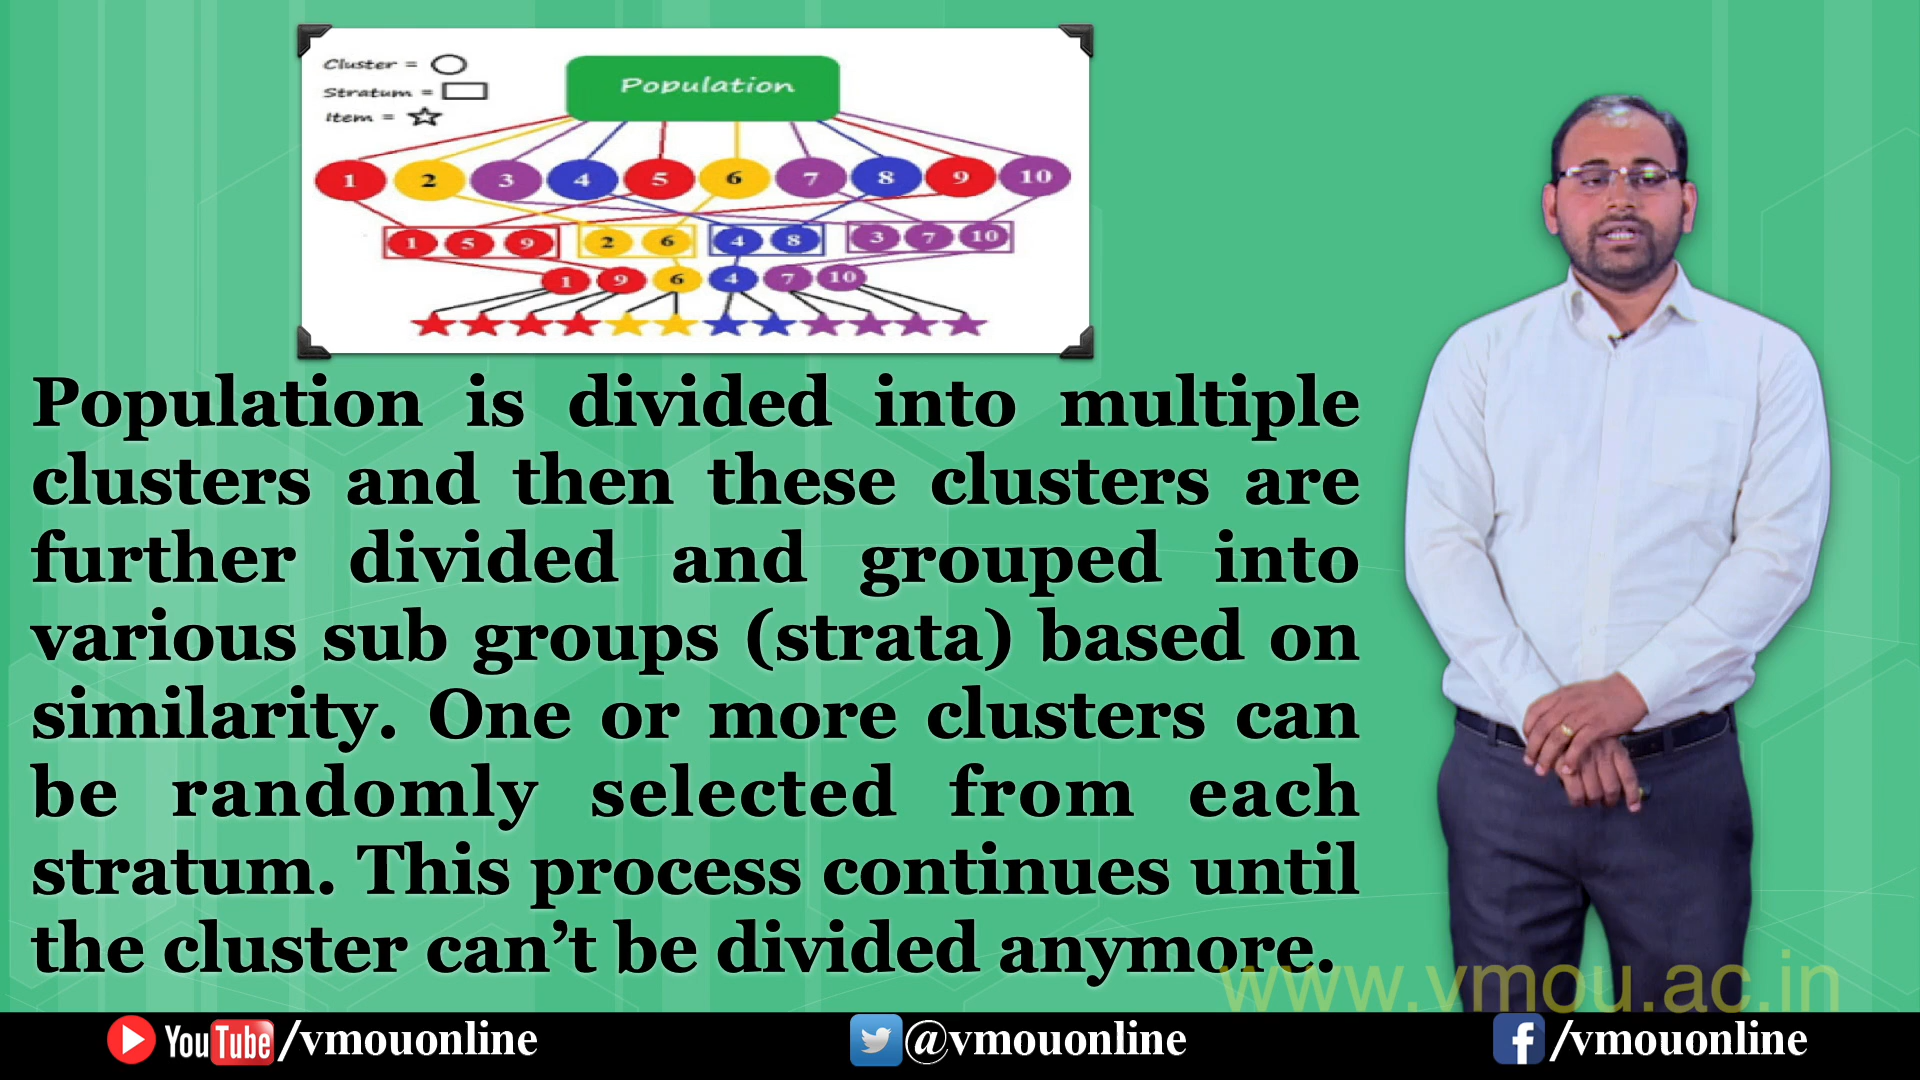 Cluster =
Stratum =
Item =
Population
1 2 3 4 5 6 7 8 9 10
1 5 9 2 6 4 8 3 7 10
1 9 6 4 7 10
Population is divided into multiple
clusters and then these clusters are
further divided and grouped into
various sub groups (strata) based on
similarity. One or more clusters can
be randomly selected from each
stratum. This process continues until
the cluster can’t be divided anymore.
www.vmou.ac.in
YouTube /vmouonline
@vmouonline
f /vmouonline